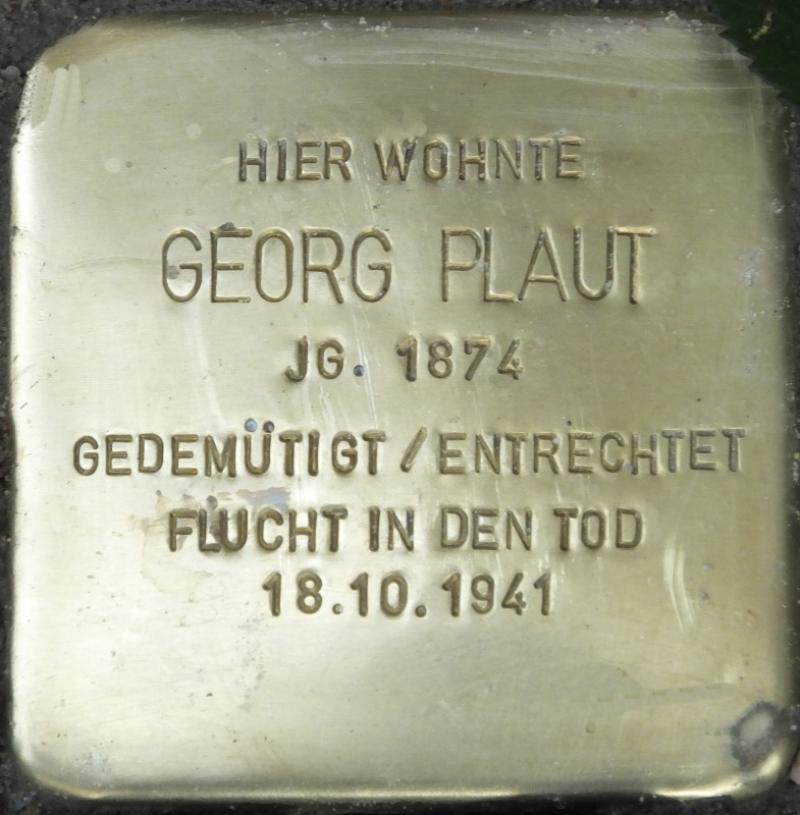 HIER WOHNTE
GEORG PLAUT
JG. 1874
GEDEMÜTIGT / ENTRECHTET
FLUCHT IN DEN TOD
18.10.1941